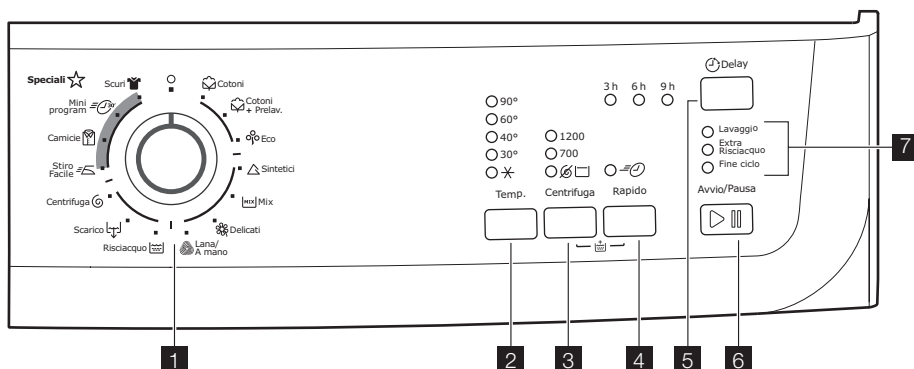 Speciali
Scuri
Mini
program
30'
Camicie
Stiro
Facile
Centrifuga
Scarico
Risciacquo
Cotoni
Cotoni
+ Prelav.
Eco
Sintetici
MIX Mix
Delicati
Lana/
A mano
90°
60°
40°
30°
Temp.
1200
700
Centrifuga
Rapido
3 h 6 h 9 h
Delay
Lavaggio
Extra
Risciacquo
Fine ciclo
Avvio/Pausa
7
1 2 3 4 5 6